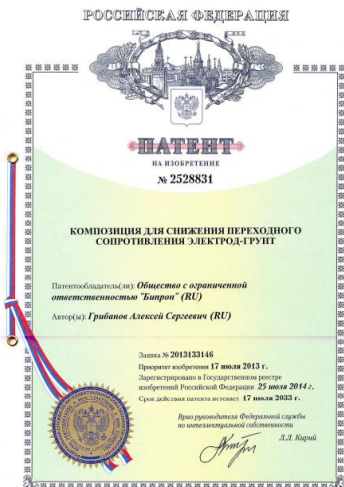 РОССИЙСКАЯ ФЕДЕРАЦИЯ
ПАТЕНТ
НА ИЗОБРЕТЕНИЕ
№ 2528831
КОМПОЗИЦИЯ ДЛЯ СНИЖЕНИЯ ПЕРЕХОДНОГО
СОПРОТИВЛЕНИЯ ЭЛЕКТРОД-ГРУНТ
Патентообладатель(ли): Общество с ограниченной
ответственностью "Бипрон" (RU)
Автор(ы): Грибанов Алексей Сергеевич (RU)
Заявка № 2013133146
Приоритет изобретения 17 июля 2013 г.
Зарегистрировано в Государственном реестре
изобретений Российской Федерации 25 июля 2014 г.
Срок действия патента истекает 17 июля 2033 г.
Врио руководителя Федеральной службы
по интеллектуальной собственности
Л.Л. Кирий